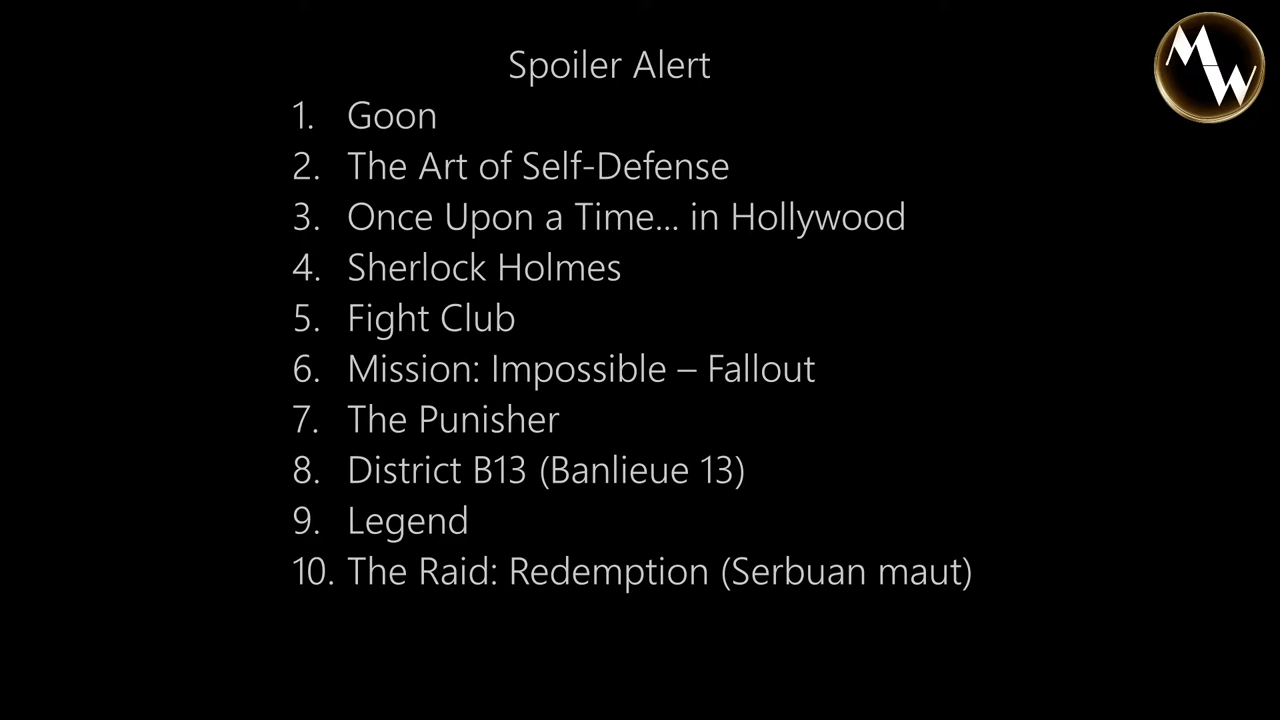 Spoiler Alert
1. Goon
2. The Art of Self-Defense
3. Once Upon a Time... in Hollywood
4. Sherlock Holmes
5. Fight Club
6. Mission: Impossible – Fallout
7. The Punisher
8. District B13 (Banlieue 13)
9. Legend
10. The Raid: Redemption (Serbuan maut)
MW